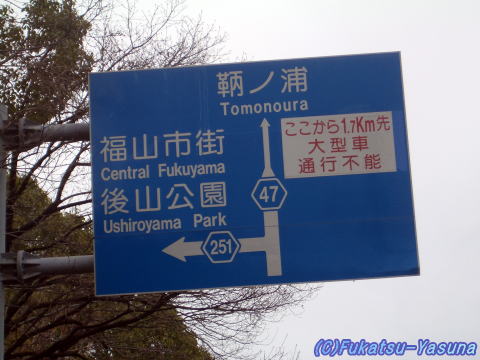 鞆ノ浦
Tomonoura
ここから1.7Km先
大型車
通行不能
福山市街
Central Fukuyama
後山公園
Ushiroyama Park
47
251
(C)Fukatsu-Yasuna